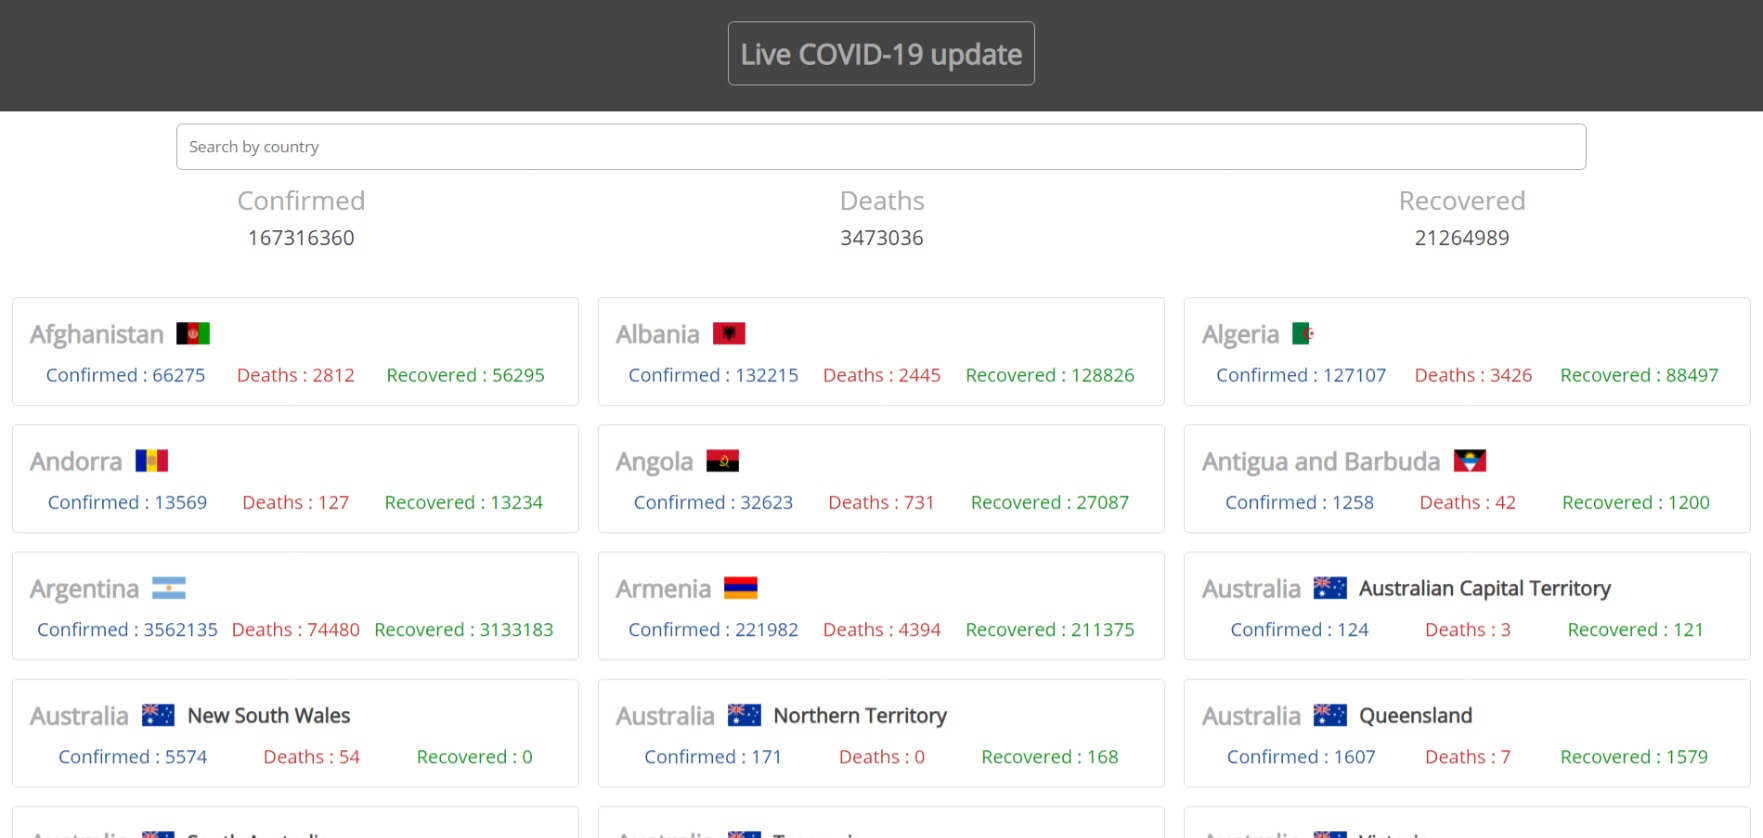 Live COVID-19 update
Search by country
Confirmed Deaths Recovered
167316360 3473036 21264989
Afghanistan Albania Algeria
Confirmed : 66275 Deaths : 2812 Recovered : 56295 Confirmed : 132215 Deaths : 2445 Recovered : 128826 Confirmed : 127107 Deaths : 3426 Recovered : 88497
Andorra Angola Antigua and Barbuda
Confirmed : 13569 Deaths : 127 Recovered : 13234 Confirmed : 32623 Deaths : 731 Recovered : 27087 Confirmed : 1258 Deaths : 42 Recovered : 1200
Argentina Armenia Australia Australian Capital Territory
Confirmed : 3562135 Deaths : 74480 Recovered : 3133183 Confirmed : 221982 Deaths : 4394 Recovered : 211375 Confirmed : 124 Deaths : 3 Recovered : 121
Australia New South Wales Australia Northern Territory Australia Queensland
Confirmed : 5574 Deaths : 54 Recovered : 0 Confirmed : 171 Deaths : 0 Recovered : 168 Confirmed : 1607 Deaths : 7 Recovered : 1579